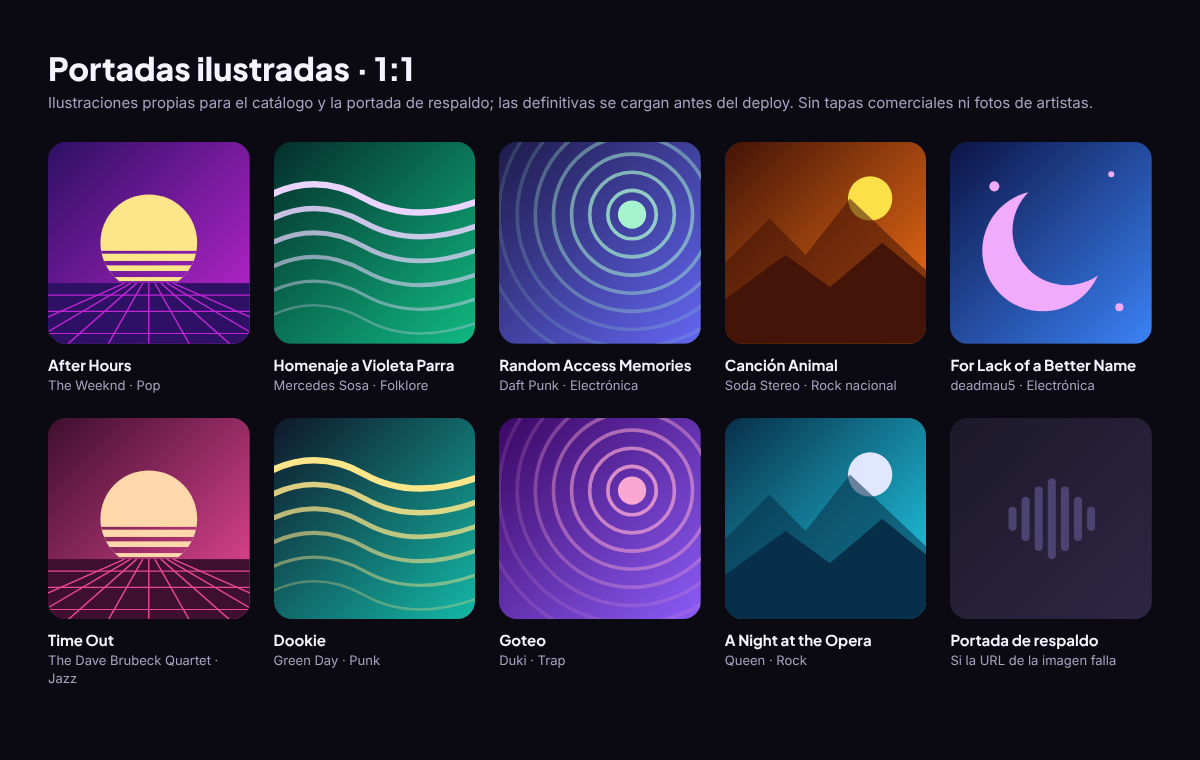 Portadas ilustradas · 1:1
Ilustraciones propias para el catálogo y la portada de respaldo; las definitivas se cargan antes del deploy. Sin tapas comerciales ni fotos de artistas.
After Hours
The Weeknd · Pop
Homenaje a Violeta Parra
Mercedes Sosa · Folklore
Random Access Memories
Daft Punk · Electrónica
Canción Animal
Soda Stereo · Rock nacional
For Lack of a Better Name
deadmau5 · Electrónica
Time Out
The Dave Brubeck Quartet ·
Jazz
Dookie
Green Day · Punk
Goteo
Duki · Trap
A Night at the Opera
Queen · Rock
Portada de respaldo
Si la URL de la imagen falla